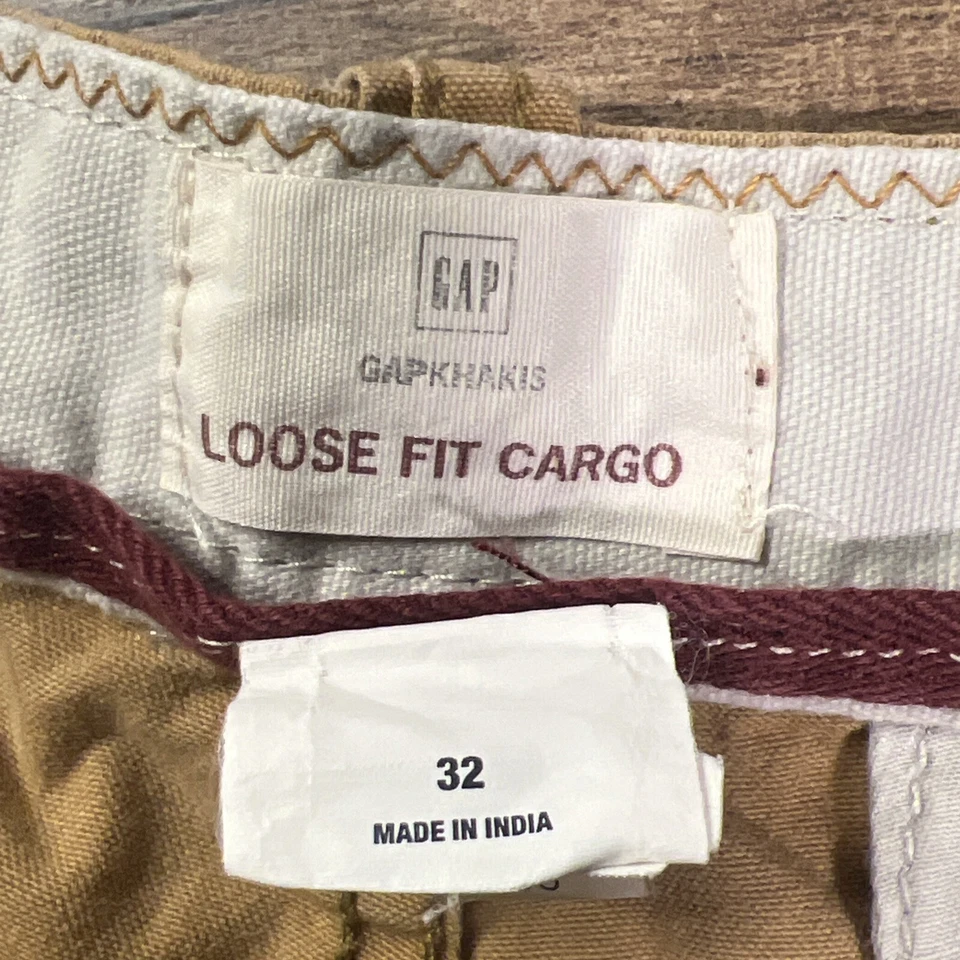 GAP
GAPKHAKIS
LOOSE FIT CARGO
32
MADE IN INDIA